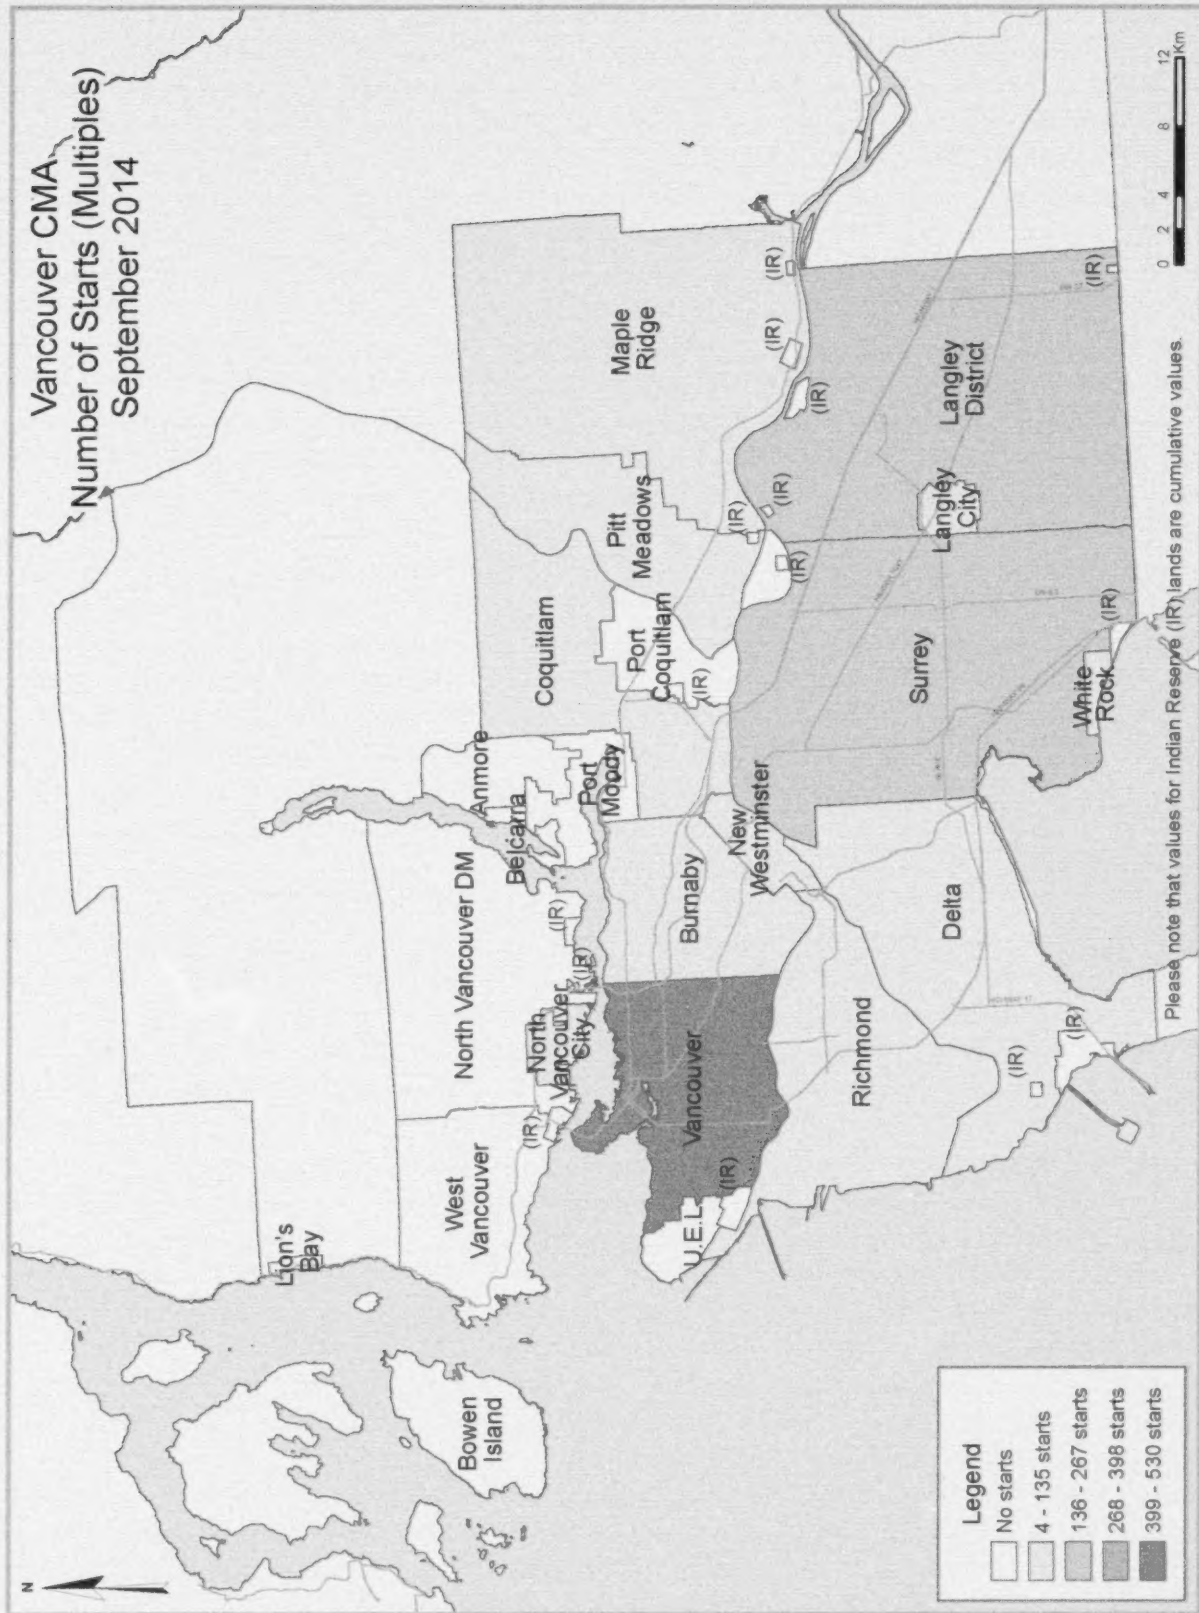 Vancouver CMA
Number of Starts (Multiples)
September 2014
N
Lion's
Bay
Bowen
Island
West
Vancouver
North Vancouver DM
North
Vancouver
City
(IR)
(IR)
(IR)
Belcarra
Anmore
Port
Moody
Coquitlam
Port
Coquitlam
(IR)
Pitt
Meadows
(IR)
(IR)
(IR)
Maple
Ridge
(IR)
(IR)
(IR)
U.E.L.
(IR)
Vancouver
Burnaby
New
Westminster
Richmond
Delta
(IR)
(IR)
Surrey
White
Rock
(IR)
Langley
City
Langley
District
(IR)
Legend
No starts
4 - 135 starts
136 - 267 starts
268 - 398 starts
399 - 530 starts
Please note that values for Indian Reserve (IR) lands are cumulative values.
0 2 4 8 12
Km